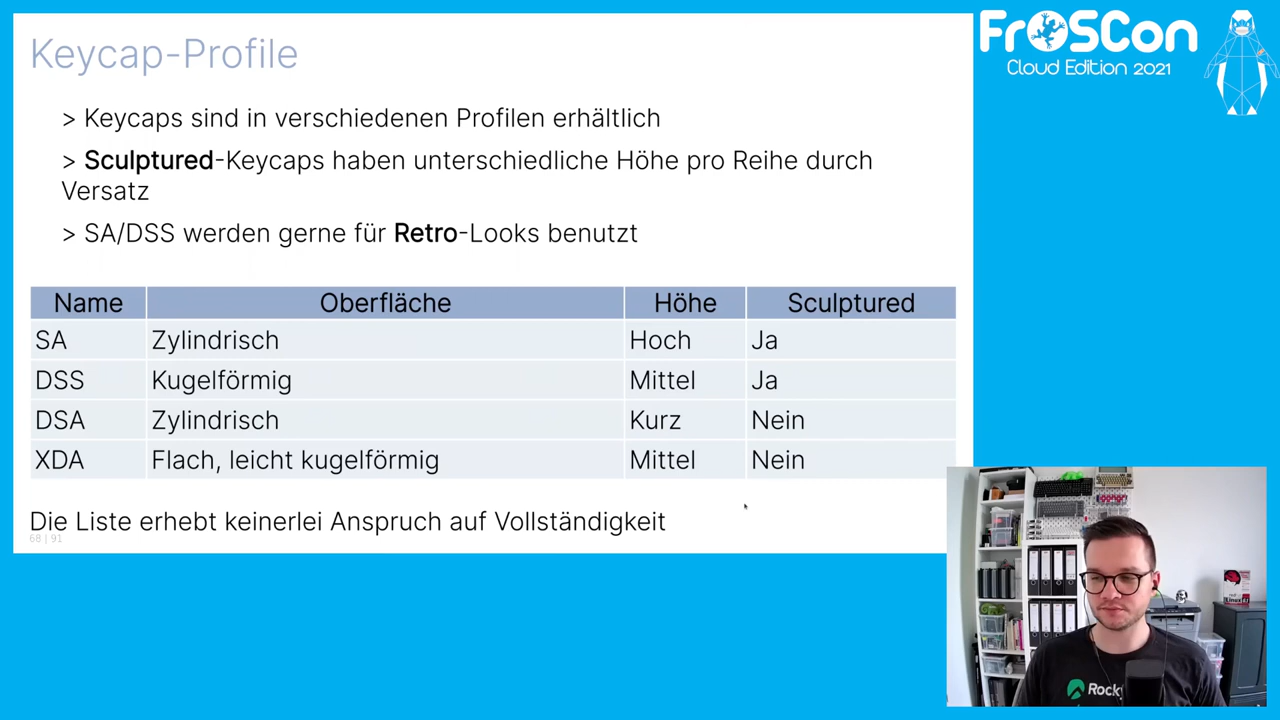 Keycap-Profile
> Keycaps sind in verschiedenen Profilen erhältlich
> Sculptured-Keycaps haben unterschiedliche Höhe pro Reihe durch
Versatz
> SA/DSS werden gerne für Retro-Looks benutzt
Name Oberfläche Höhe Sculptured
SA Zylindrisch Hoch Ja
DSS Kugelförmig Mittel Ja
DSA Zylindrisch Kurz Nein
XDA Flach, leicht kugelförmig Mittel Nein
Die Liste erhebt keinerlei Anspruch auf Vollständigkeit
68 | 91
FrOSCon
Cloud Edition 2021
Rocky